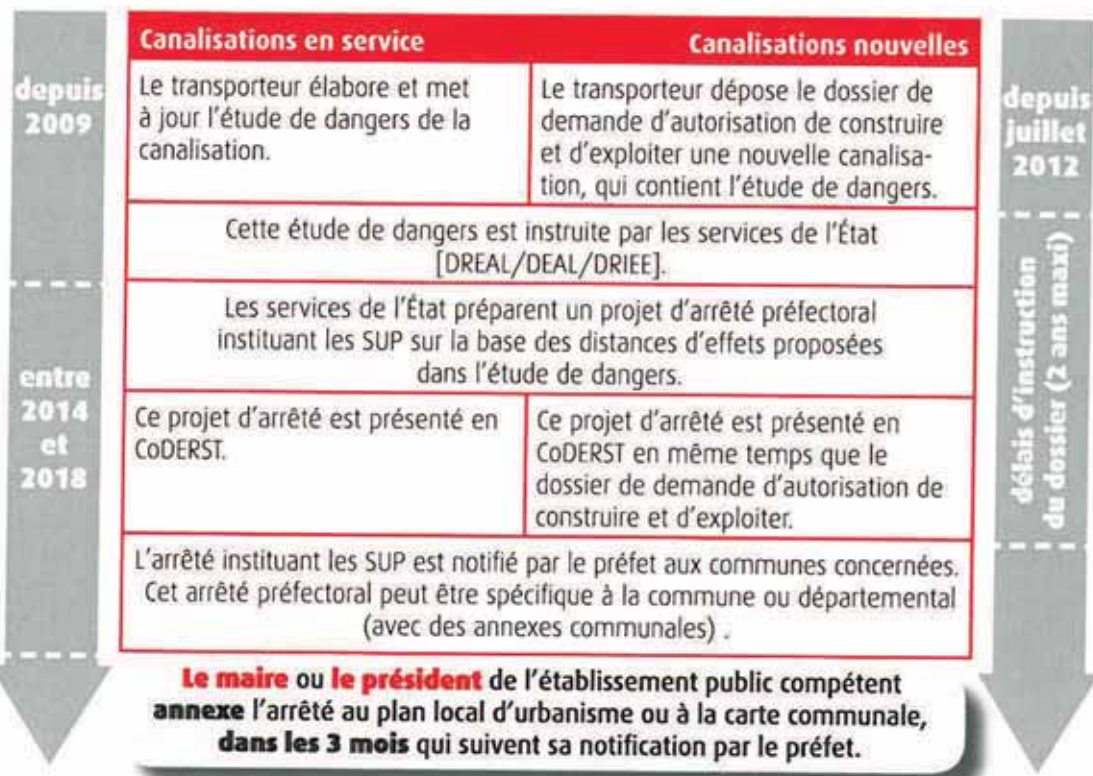 Canalisations en service
Canalisations nouvelles
depuis
2009
Le transporteur élabore et met
à jour l'étude de dangers de la
canalisation.
Le transporteur dépose le dossier de
demande d'autorisation de construire
et d'exploiter une nouvelle canalisa-
tion, qui contient l'étude de dangers.
depuis
juillet
2012
Cette étude de dangers est instruite par les services de l'État
[DREAL/DEAL/DRIEE].
Les services de l'État préparent un projet d'arrêté préfectoral
instituant les SUP sur la base des distances d'effets proposées
dans l'étude de dangers.
entre
2014
et
2018
Ce projet d'arrêté est présenté en
CoDERST.
Ce projet d'arrêté est présenté en
CoDERST en même temps que le
dossier de demande d'autorisation de
construire et d'exploiter.
délais d'instruction
du dossier (2 ans maxi)
L'arrêté instituant les SUP est notifié par le préfet aux communes concernées.
Cet arrêté préfectoral peut être spécifique à la commune ou départemental
(avec des annexes communales) .
Le maire ou le président de l'établissement public compétent
annexe l'arrêté au plan local d'urbanisme ou à la carte communale,
dans les 3 mois qui suivent sa notification par le préfet.